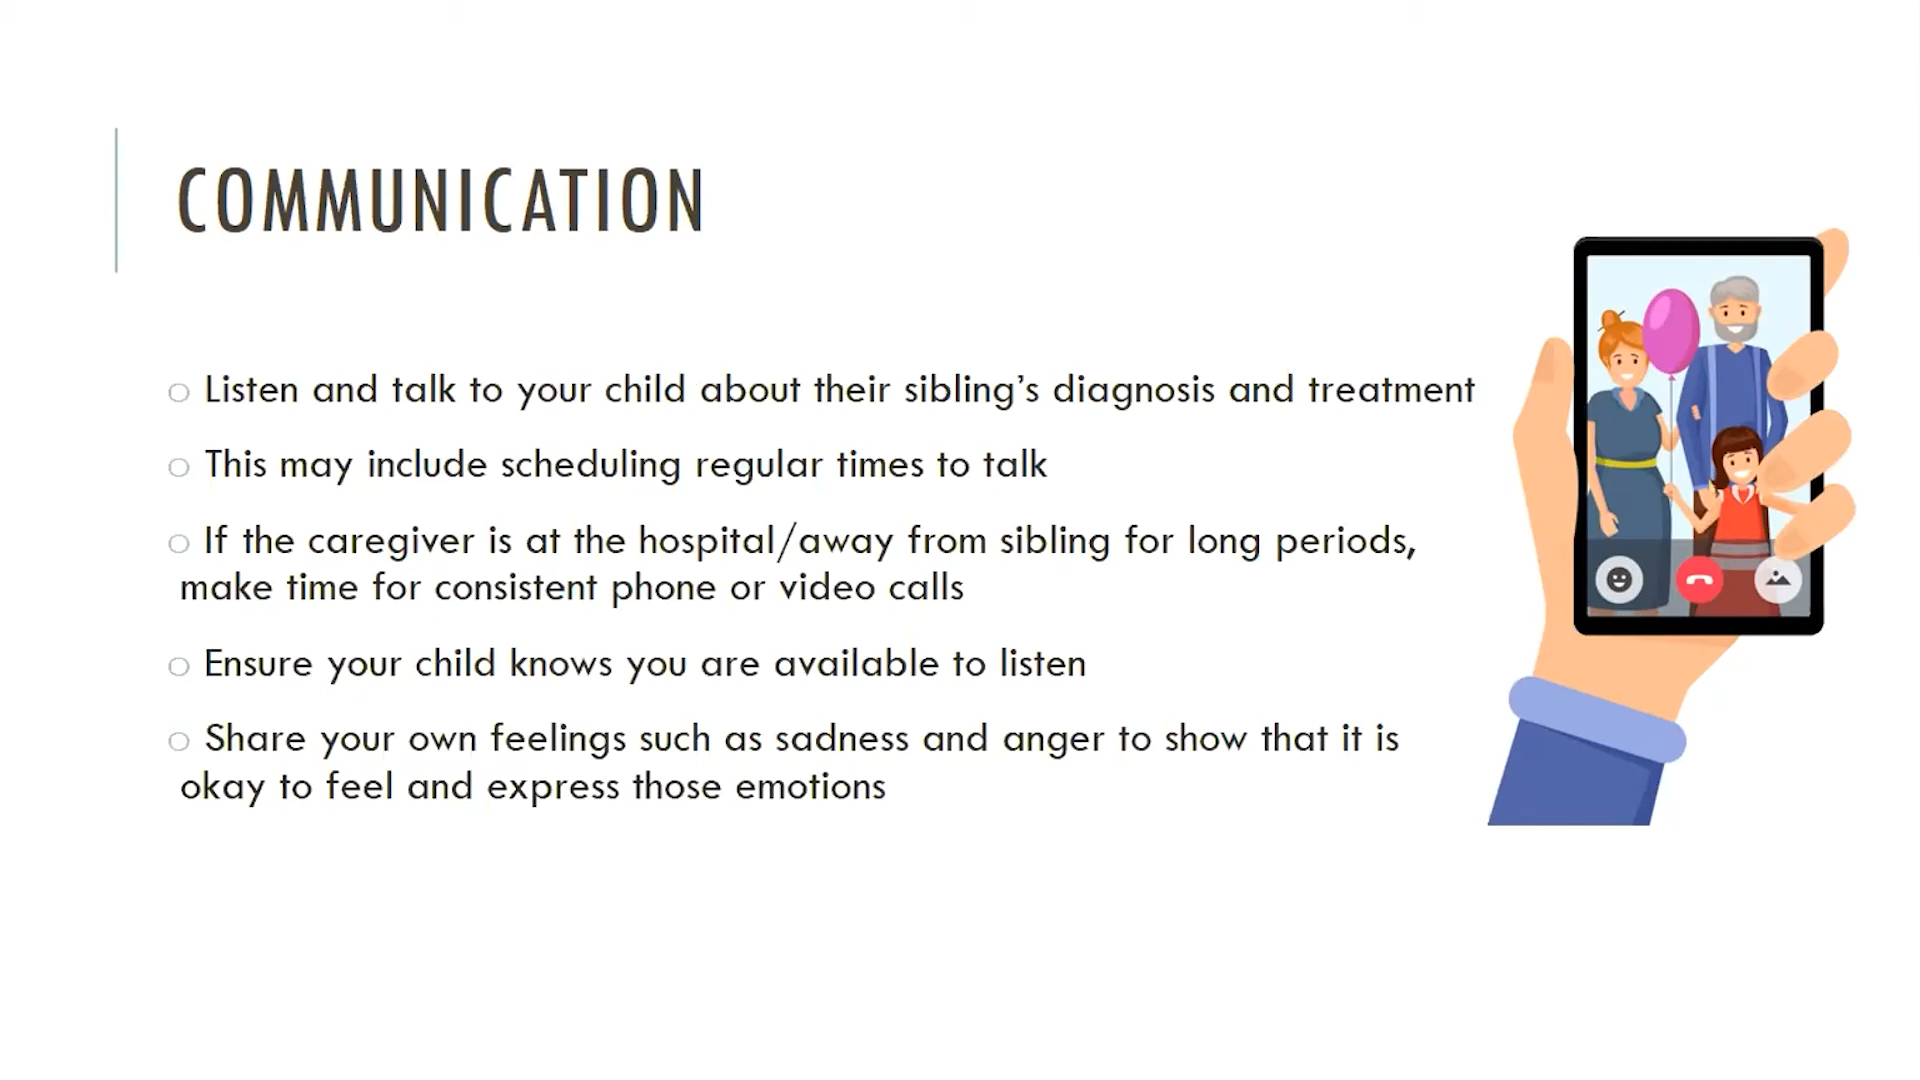 COMMUNICATION
○ Listen and talk to your child about their sibling’s diagnosis and treatment
○ This may include scheduling regular times to talk
○ If the caregiver is at the hospital/away from sibling for long periods,
make time for consistent phone or video calls
○ Ensure your child knows you are available to listen
○ Share your own feelings such as sadness and anger to show that it is
okay to feel and express those emotions